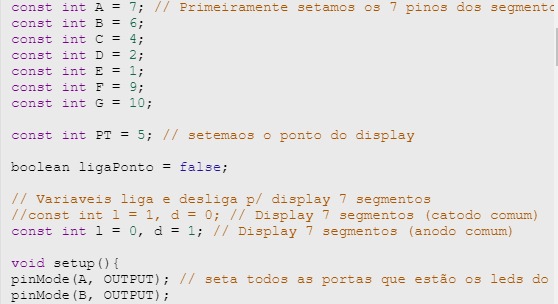 const int A = 7; // Primeiramente setamos os 7 pinos dos
const int B = 6;
const int C = 4;
const int D = 2;
const int E = 1;
const int F = 9;
const int G = 10;
const int PT = 5; // setemaos o ponto do display
boolean ligaPonto = false;
// Variaveis liga e desliga p/ display 7 segmentos
//const int l = 1, d = 0; // Display 7 segmentos (catodo comum)
const int l = 0, d = 1; // Display 7 segmentos (anodo comum)
void setup(){
pinMode(A, OUTPUT); // seta todos as portas que estão os leds do
pinMode(B, OUTPUT);